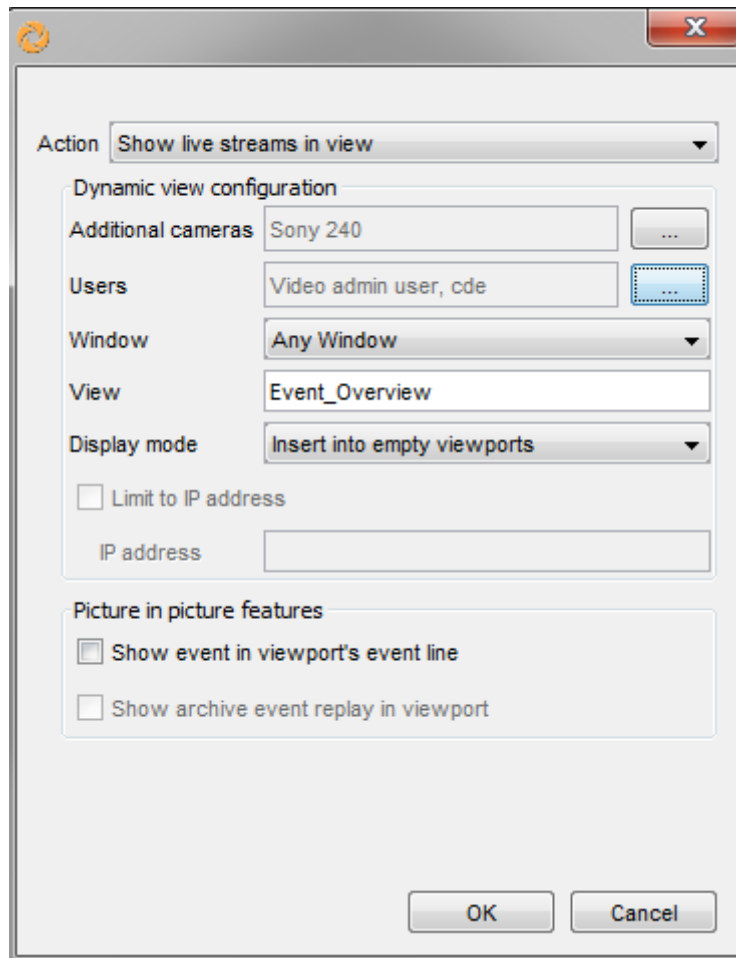 Action Show live streams in view
Dynamic view configuration
Additional cameras Sony 240 ...
Users Video admin user, cde ...
Window Any Window
View Event_Overview
Display mode Insert into empty viewports
Limit to IP address
IP address
Picture in picture features
Show event in viewport's event line
Show archive event replay in viewport
OK Cancel